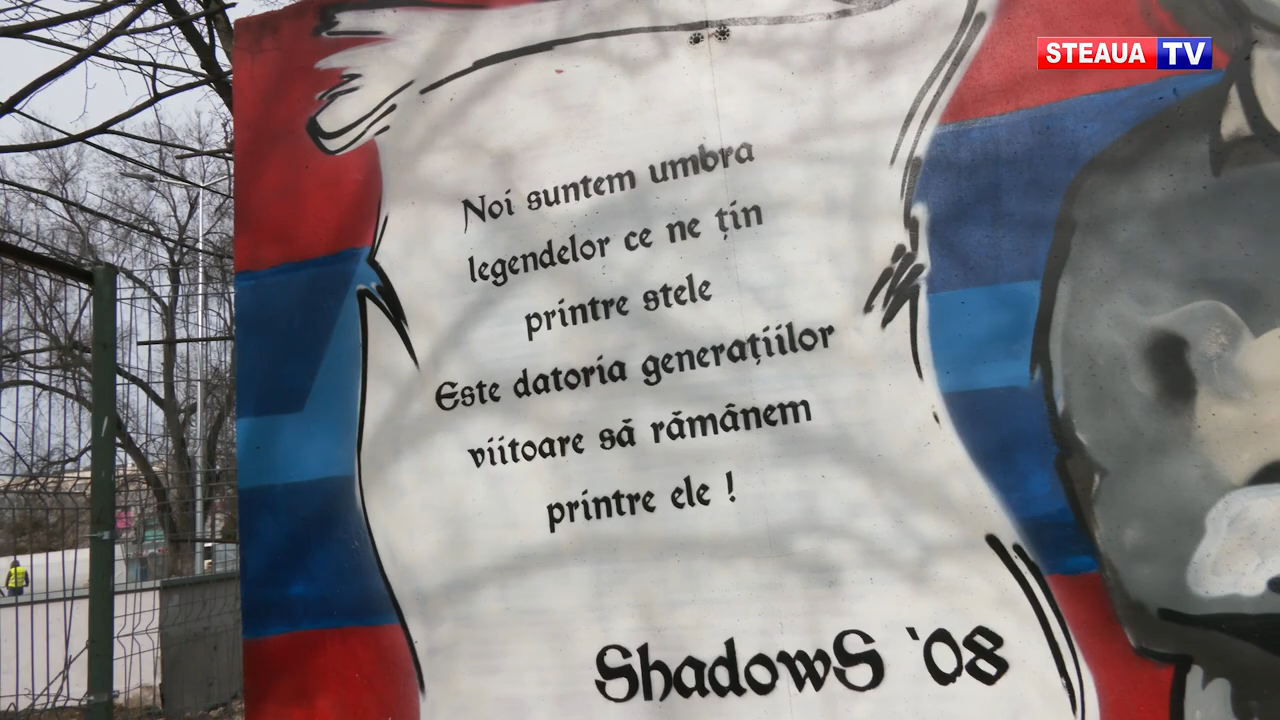 STEAUA TV
Noi suntem umbra
legendelor ce ne țin
printre stele
Este datoria generațiilor
viitoare să rămânem
printre ele !
ShadowS '08